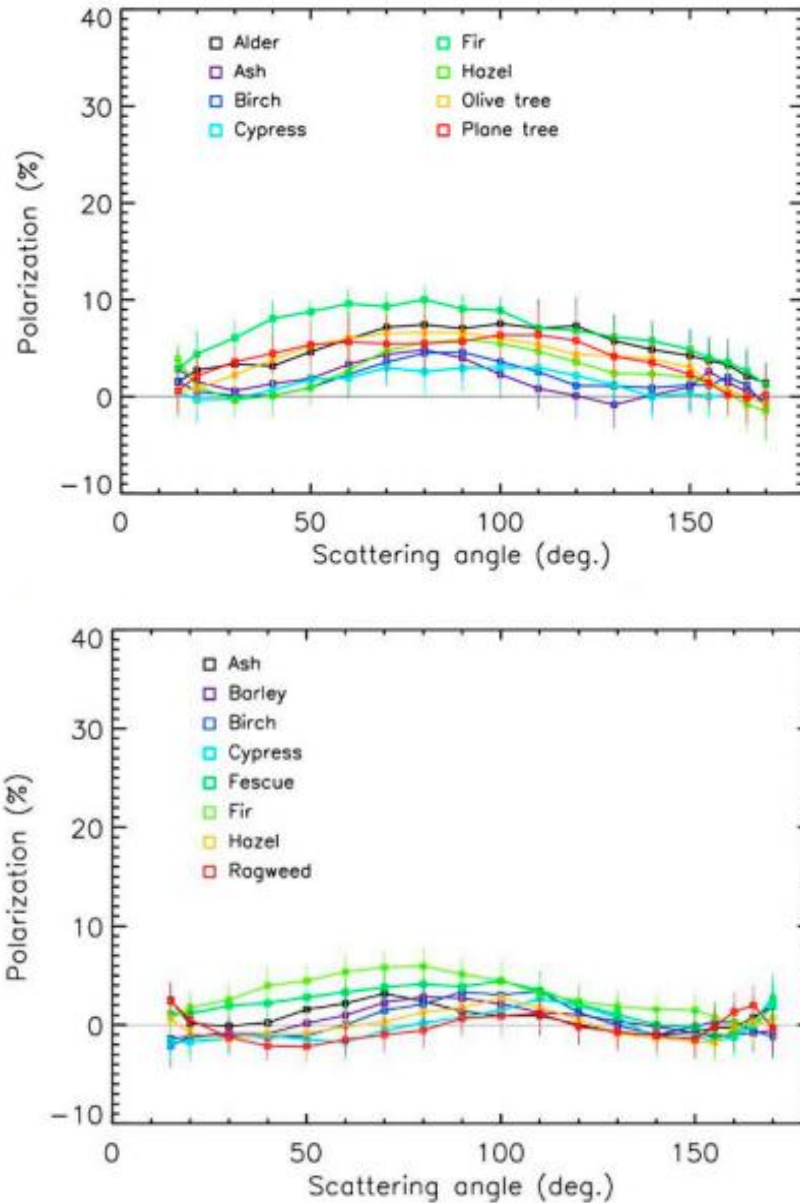 40
30
20
10
0
−10
Polarization (%)
Alder
Ash
Birch
Cypress
Fir
Hazel
Olive tree
Plane tree
0 50 100 150
Scattering angle (deg.)
40
30
20
10
0
−10
Polarization (%)
Ash
Barley
Birch
Cypress
Fescue
Fir
Hazel
Ragweed
0 50 100 150
Scattering angle (deg.)